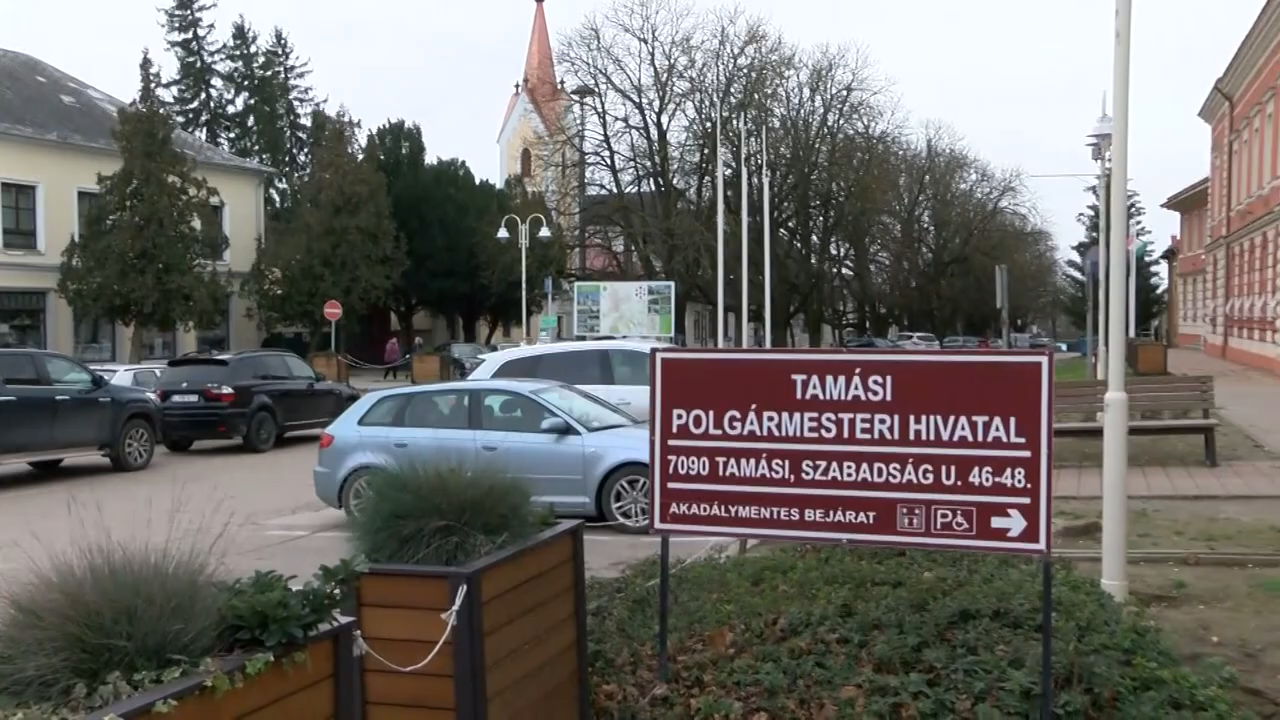 TAMÁSI
POLGÁRMESTERI HIVATAL
7090 TAMÁSI, SZABADSÁG U. 46-48.
AKADÁLYMENTES BEJÁRAT
P